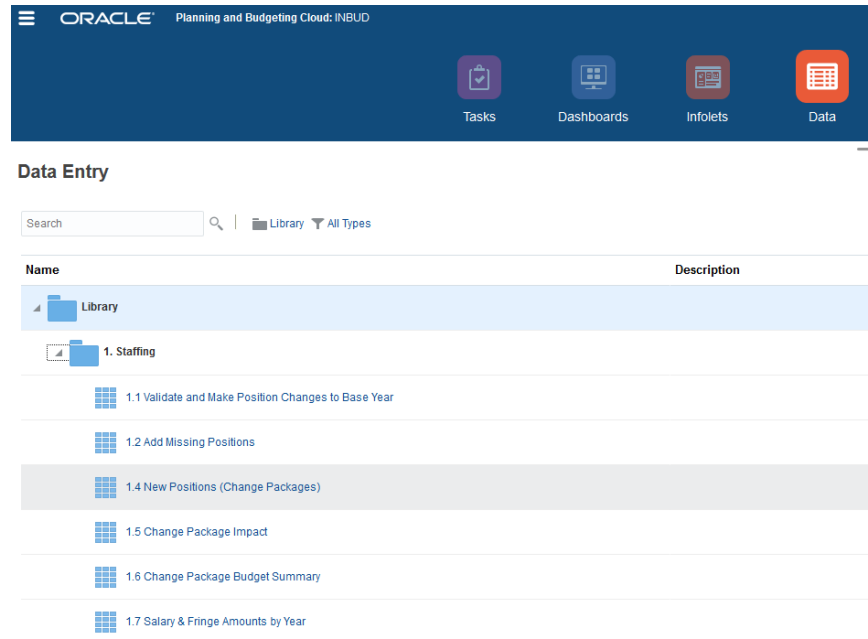 ORACLE Planning and Budgeting Cloud: INBUD
Tasks Dashboards Infolets Data
Data Entry
Search Library All Types
Name Description
Library
1. Staffing
1.1 Validate and Make Position Changes to Base Year
1.2 Add Missing Positions
1.4 New Positions (Change Packages)
1.5 Change Package Impact
1.6 Change Package Budget Summary
1.7 Salary & Fringe Amounts by Year